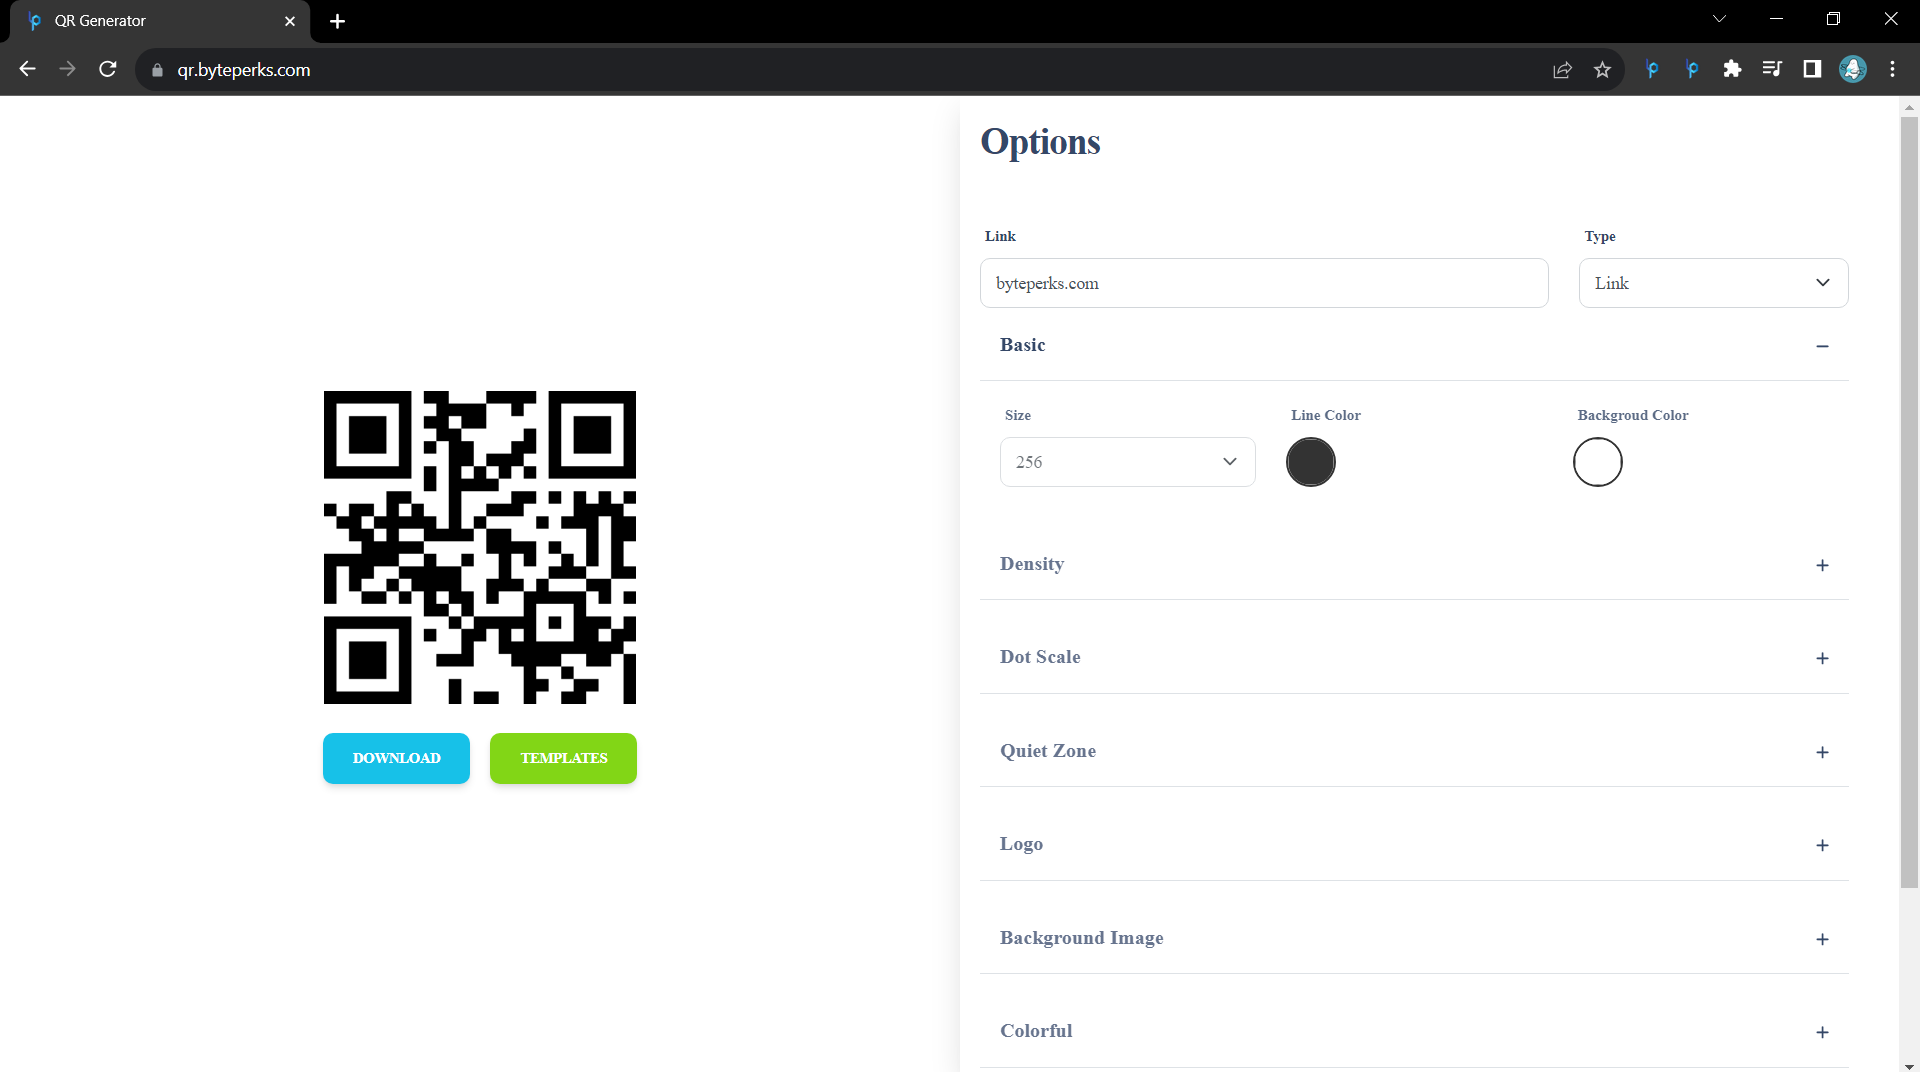 QR Generator
qr.byteperks.com
Options
Link
Type
byteperks.com
Link
Basic
Size
Line Color
Backgroud Color
256
Density
Dot Scale
Quiet Zone
Logo
Background Image
Colorful
DOWNLOAD
TEMPLATES